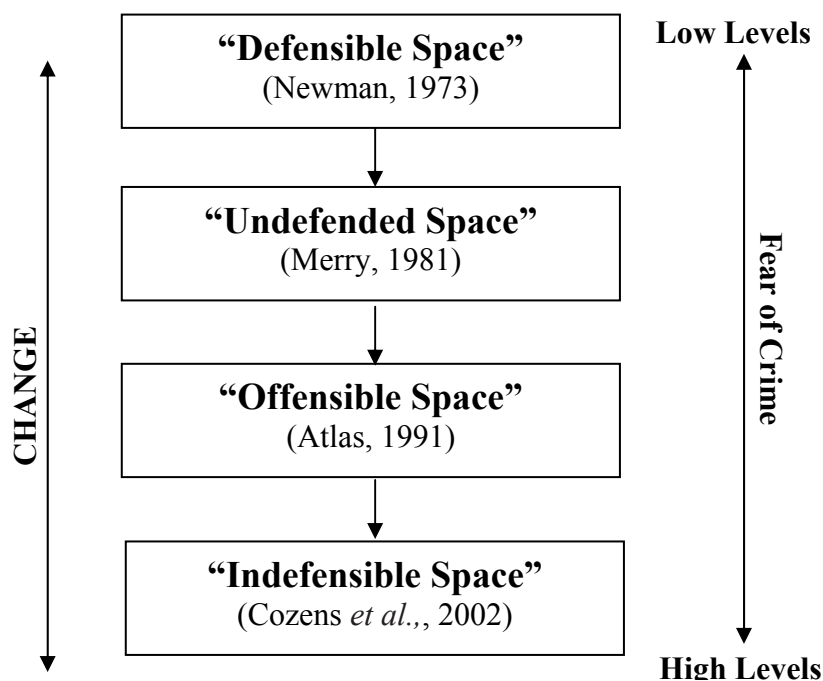 “Defensible Space”
(Newman, 1973)
Low Levels
“Undefended Space”
(Merry, 1981)
“Offensible Space”
(Atlas, 1991)
“Indefensible Space”
(Cozens et al.,, 2002)
CHANGE
Fear of Crime
High Levels